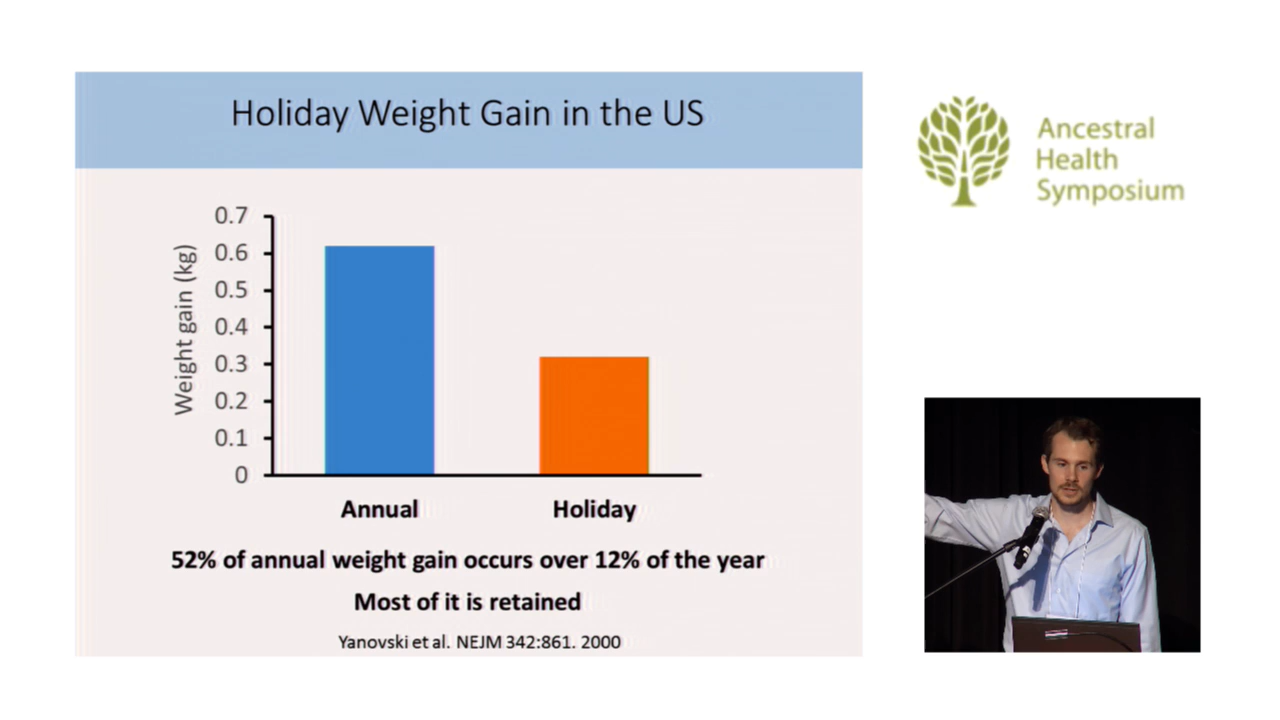 Holiday Weight Gain in the US
Ancestral
Health
Symposium
Weight gain (kg)
0.7
0.6
0.5
0.4
0.3
0.2
0.1
0
Annual
Holiday
52% of annual weight gain occurs over 12% of the year
Most of it is retained
Yanovski et al. NEJM 342:861. 2000